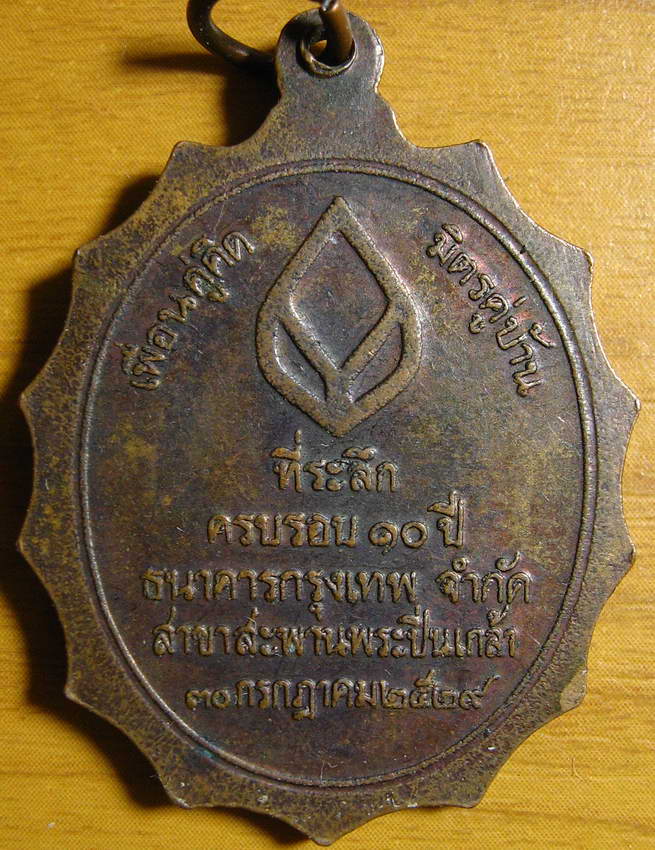 เพื่อนคู่คิด
มิตรคู่บ้าน
ที่ระลึก
ครบรอบ ๑๐ ปี
ธนาคารกรุงเทพ จำกัด
สาขาสะพานพระปิ่นเกล้า
๓๐ กรกฎาคม ๒๕๒๙